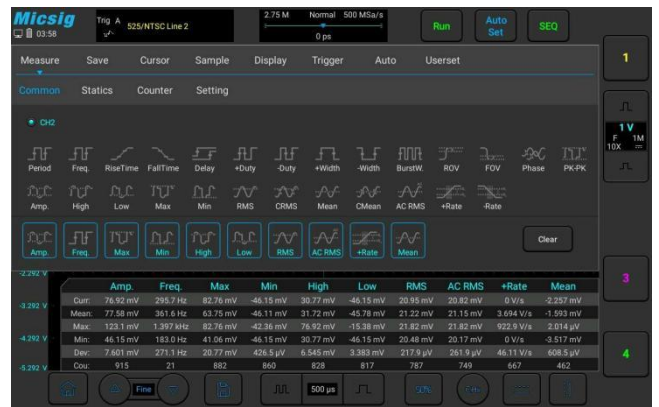 Micsig
03:56
Trig A
525/NTSC Line 2
2.75 M Normal 500 MSa/s
0 ps
Run
Auto Set
SEQ
Measure Save Cursor Sample Display Trigger Auto Userset
Common Statics Counter Setting
CH2
Period Freq. RiseTime FallTime Delay +Duty -Duty +Width -Width BurstW. ROV FOV Phase PK-PK
Amp. High Low Max Min RMS CRMS Mean CMean AC RMS +Rate -Rate
Amp. Freq. Max Min High Low RMS AC RMS +Rate Mean
Clear
-2.292 V
-3.292 V
-4.292 V
-5.292 V
Amp. Freq. Max Min High Low RMS AC RMS +Rate Mean
Curr: 76.92 mV 295.7 Hz 82.76 mV -46.15 mV 30.77 mV -46.15 mV 20.95 mV 20.82 mV 0 V/s -2.257 mV
Mean: 77.58 mV 361.6 Hz 63.75 mV -46.11 mV 31.72 mV -45.78 mV 21.22 mV 21.15 mV 3.694 V/s -1.593 mV
Max: 123.1 mV 1.397 kHz 82.76 mV -42.36 mV 76.92 mV -15.38 mV 21.82 mV 21.82 mV 922.9 V/s 2.014 μV
Min: 46.15 mV 183.0 Hz 41.06 mV -46.15 mV 30.77 mV -46.15 mV 20.48 mV 20.17 mV 0 V/s -3.517 mV
Dev: 7.601 mV 271.1 Hz 20.77 mV 426.5 μV 6.545 mV 3.383 mV 217.9 μV 261.9 μV 46.11 V/s 608.5 μV
Cou: 915 21 882 860 828 817 787 749 667 462
Fine
500 μs
50%
1
1 V
F 1M
10X
3
4